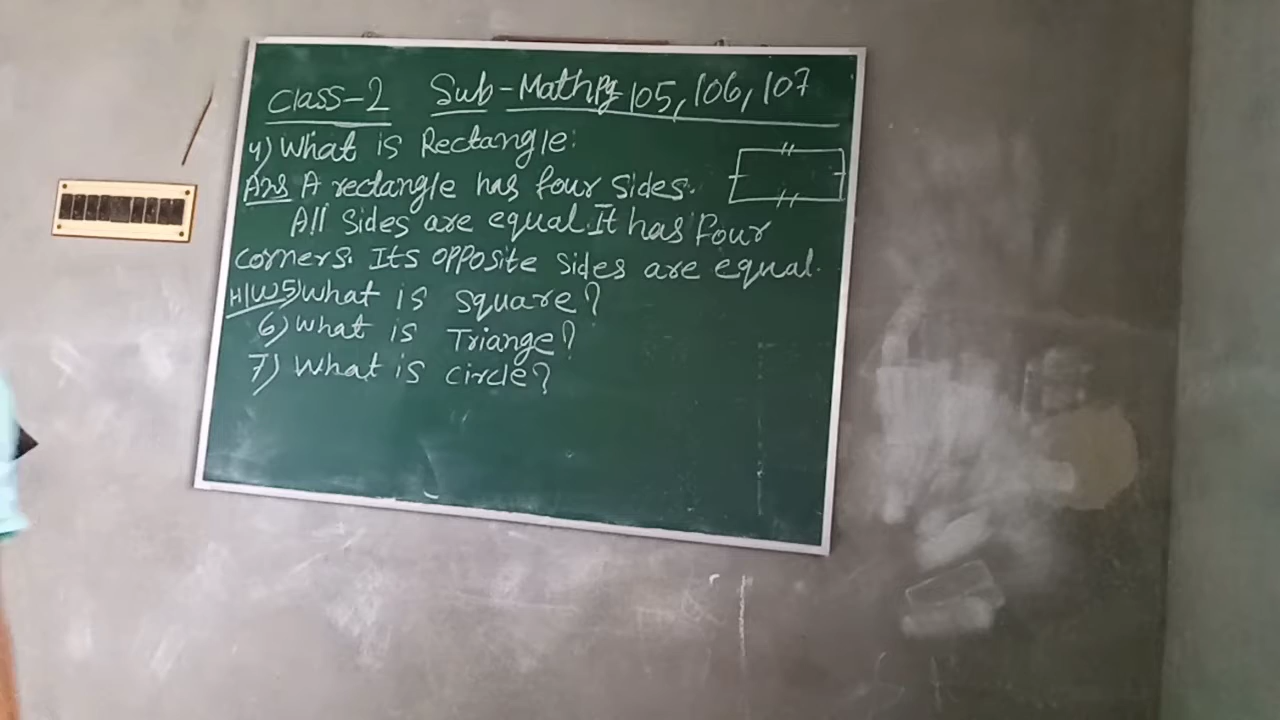 Class-2 Sub-Math Pg 105, 106, 107
4) What is Rectangle:
Ans A rectangle has four sides.
All sides are equal. It has four
corners. Its opposite sides are equal.
H/W 5) What is square?
6) What is Triange?
7) What is circle?